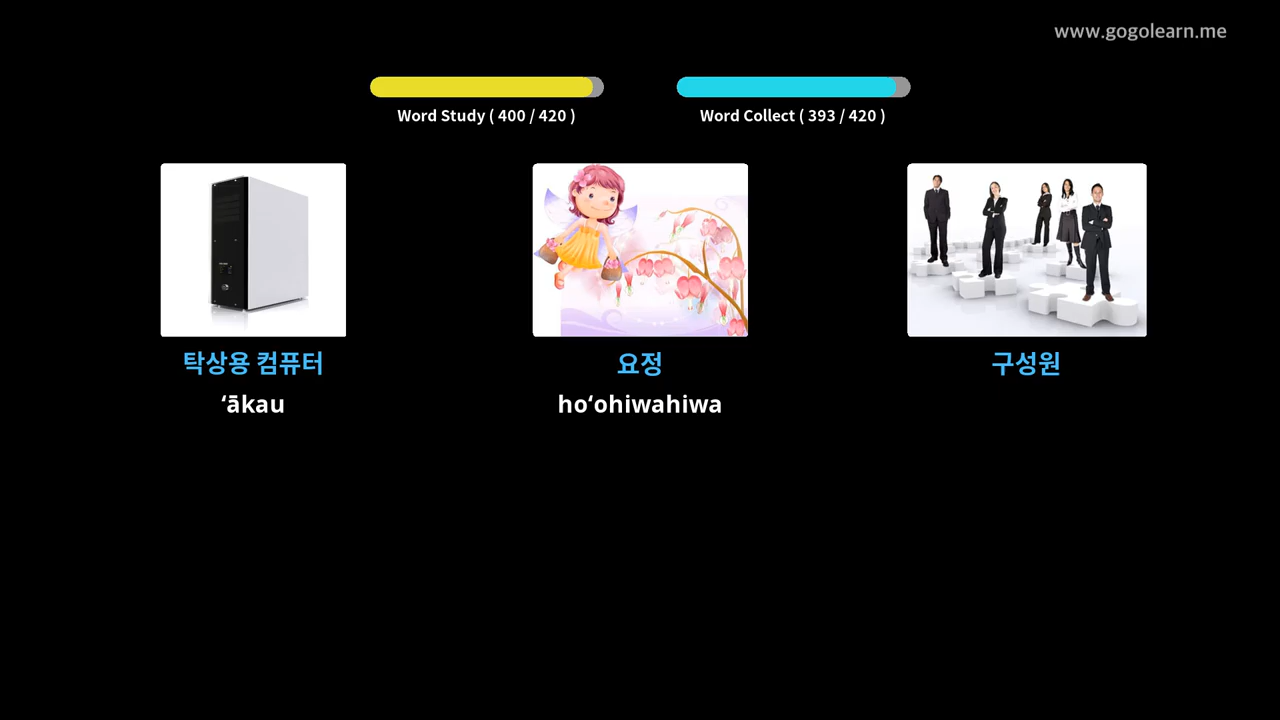 www.gogolearn.me
Word Study ( 400 / 420 )
Word Collect ( 393 / 420 )
탁상용 컴퓨터
ʻākau
요정
hoʻohiwahiwa
구성원